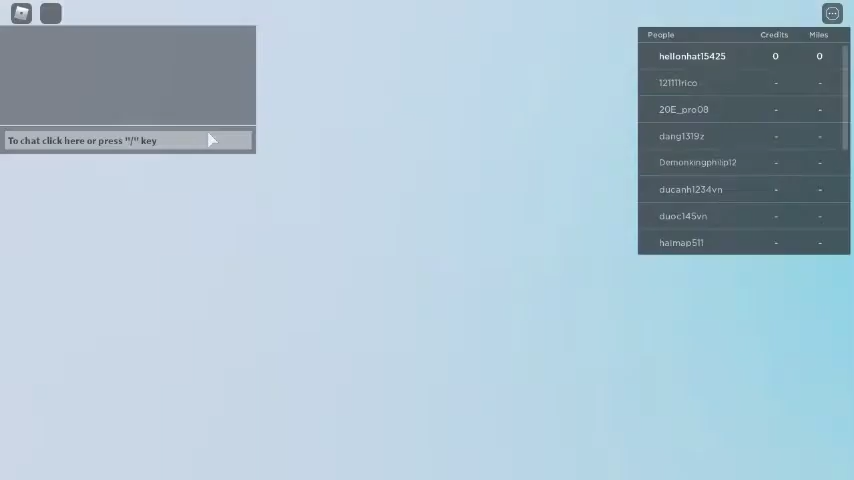 To chat click here or press "/" key
People Credits Miles
hellonhat15425 0 0
121111rico - -
20E_pro08 - -
dang1319z - -
Demonkingphilip12 - -
ducanh1234vn - -
duoc145vn - -
halmap511 - -